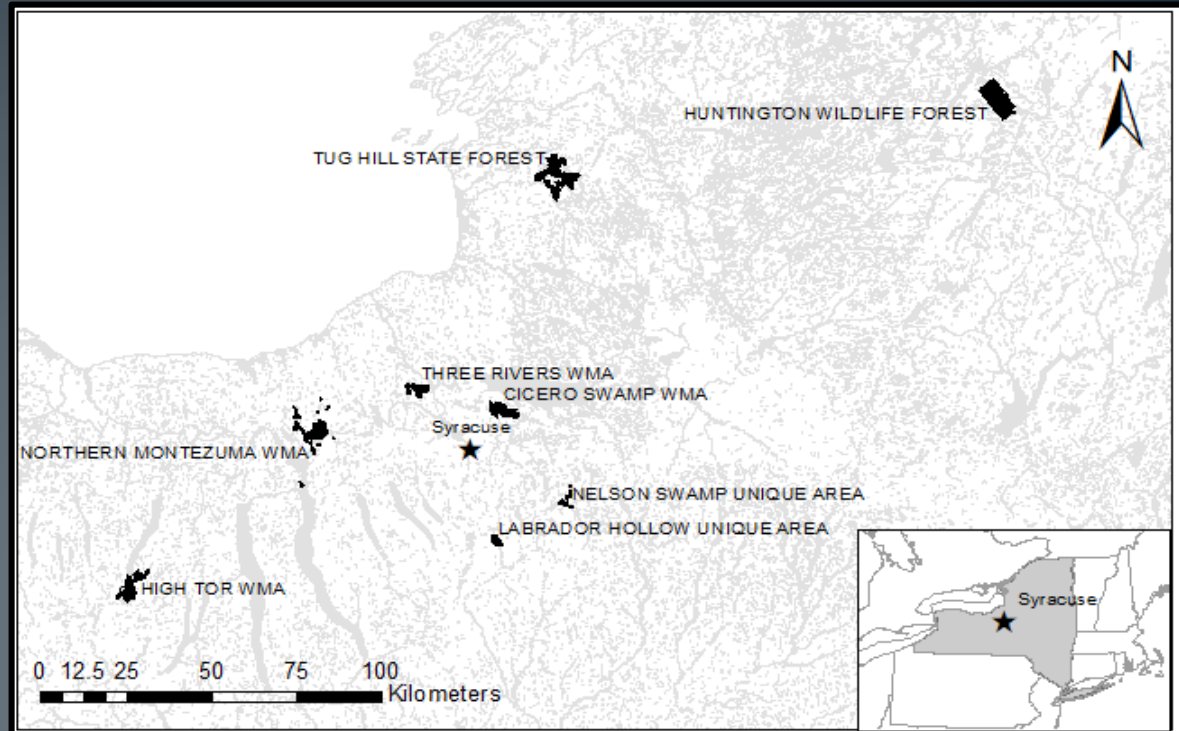 N
HUNTINGTON WILDLIFE FOREST
TUG HILL STATE FOREST
THREE RIVERS WMA
CICERO SWAMP WMA
Syracuse
NORTHERN MONTEZUMA WMA
NELSON SWAMP UNIQUE AREA
LABRADOR HOLLOW UNIQUE AREA
HIGH TOR WMA
Syracuse
0 12.5 25 50 75 100
Kilometers